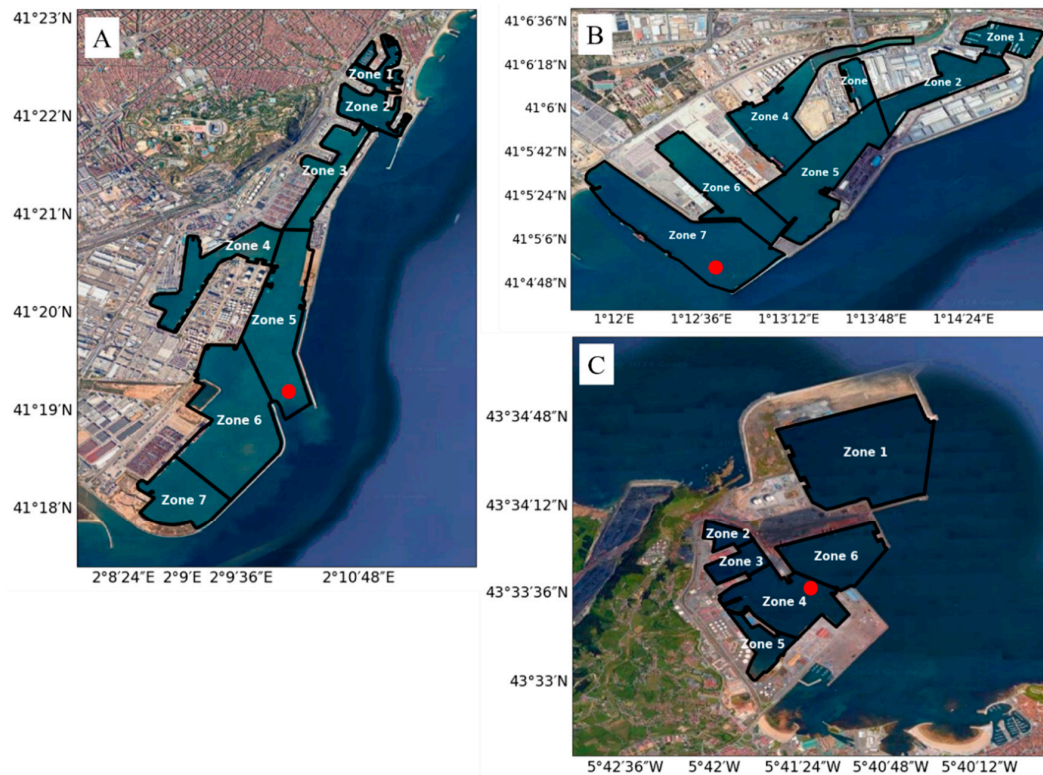 A
41°23′N
41°22′N
41°21′N
41°20′N
41°19′N
41°18′N
Zone 1
Zone 2
Zone 3
Zone 4
Zone 5
Zone 6
Zone 7
2°8′24″E 2°9′E 2°9′36″E 2°10′48″E
B
41°6′36″N
41°6′18″N
41°6′N
41°5′42″N
41°5′24″N
41°5′6″N
41°4′48″N
Zone 1
Zone 2
Zone 3
Zone 4
Zone 5
Zone 6
Zone 7
1°12′E 1°12′36″E 1°13′12″E 1°13′48″E 1°14′24″E
C
43°34′48″N
43°34′12″N
43°33′36″N
43°33′N
Zone 1
Zone 2
Zone 3
Zone 6
Zone 4
Zone 5
5°42′36″W 5°42′W 5°41′24″W 5°40′48″W 5°40′12″W